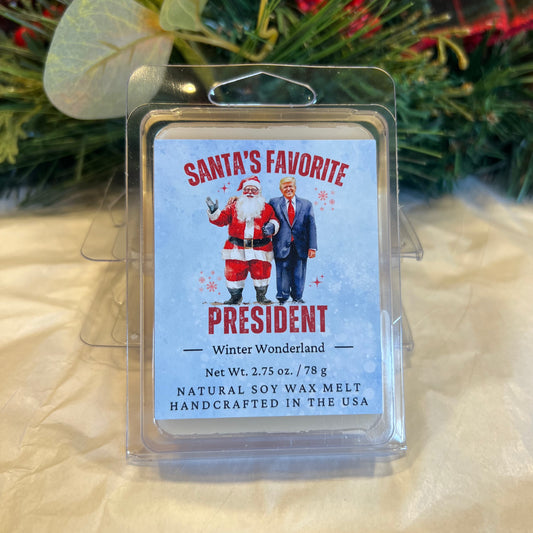 SANTA'S FAVORITE
PRESIDENT
Winter Wonderland
Net Wt. 2.75 oz. / 78 g
NATURAL SOY WAX MELT
HANDCRAFTED IN THE USA